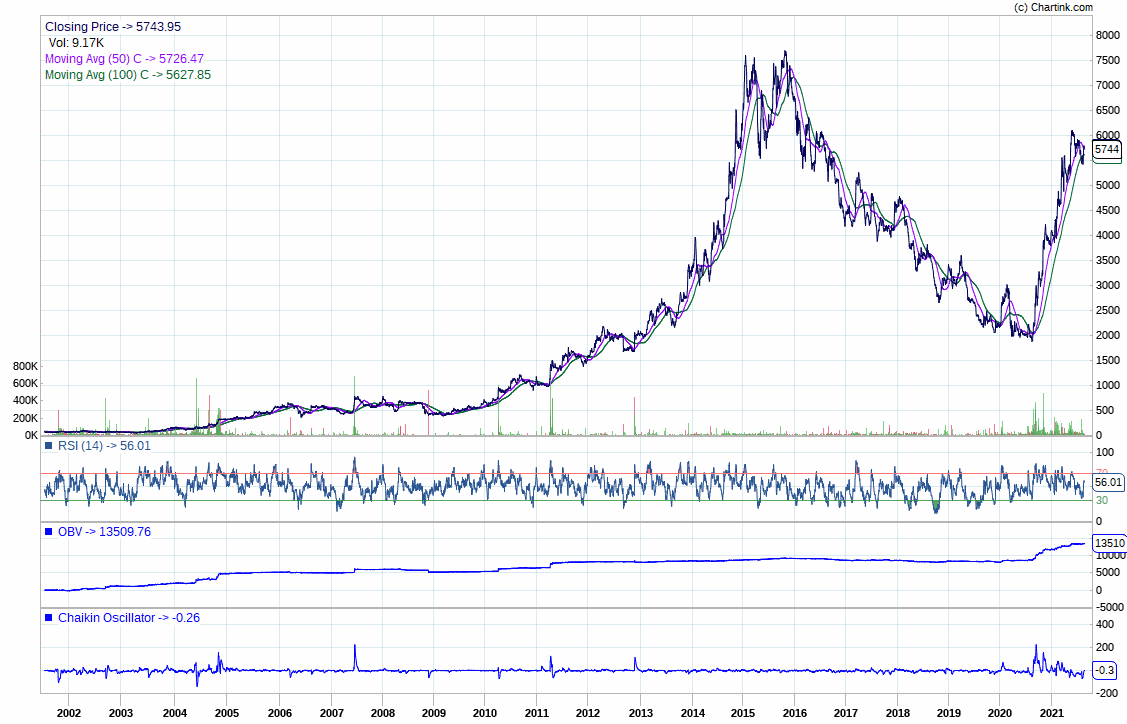 (c) Chartink.com
Closing Price -> 5743.95
Vol: 9.17K
Moving Avg (50) C -> 5726.47
Moving Avg (100) C -> 5627.85
8000
7500
7000
6500
6000
5744
5000
4500
4000
3500
3000
2500
2000
1500
1000
500
0
800K
600K
400K
200K
0K
RSI (14) -> 56.01
100
70
56.01
30
0
OBV -> 13509.76
13510
10000
5000
0
-5000
Chaikin Oscillator -> -0.26
400
200
-0.3
-200
2002 2003 2004 2005 2006 2007 2008 2009 2010 2011 2012 2013 2014 2015 2016 2017 2018 2019 2020 2021